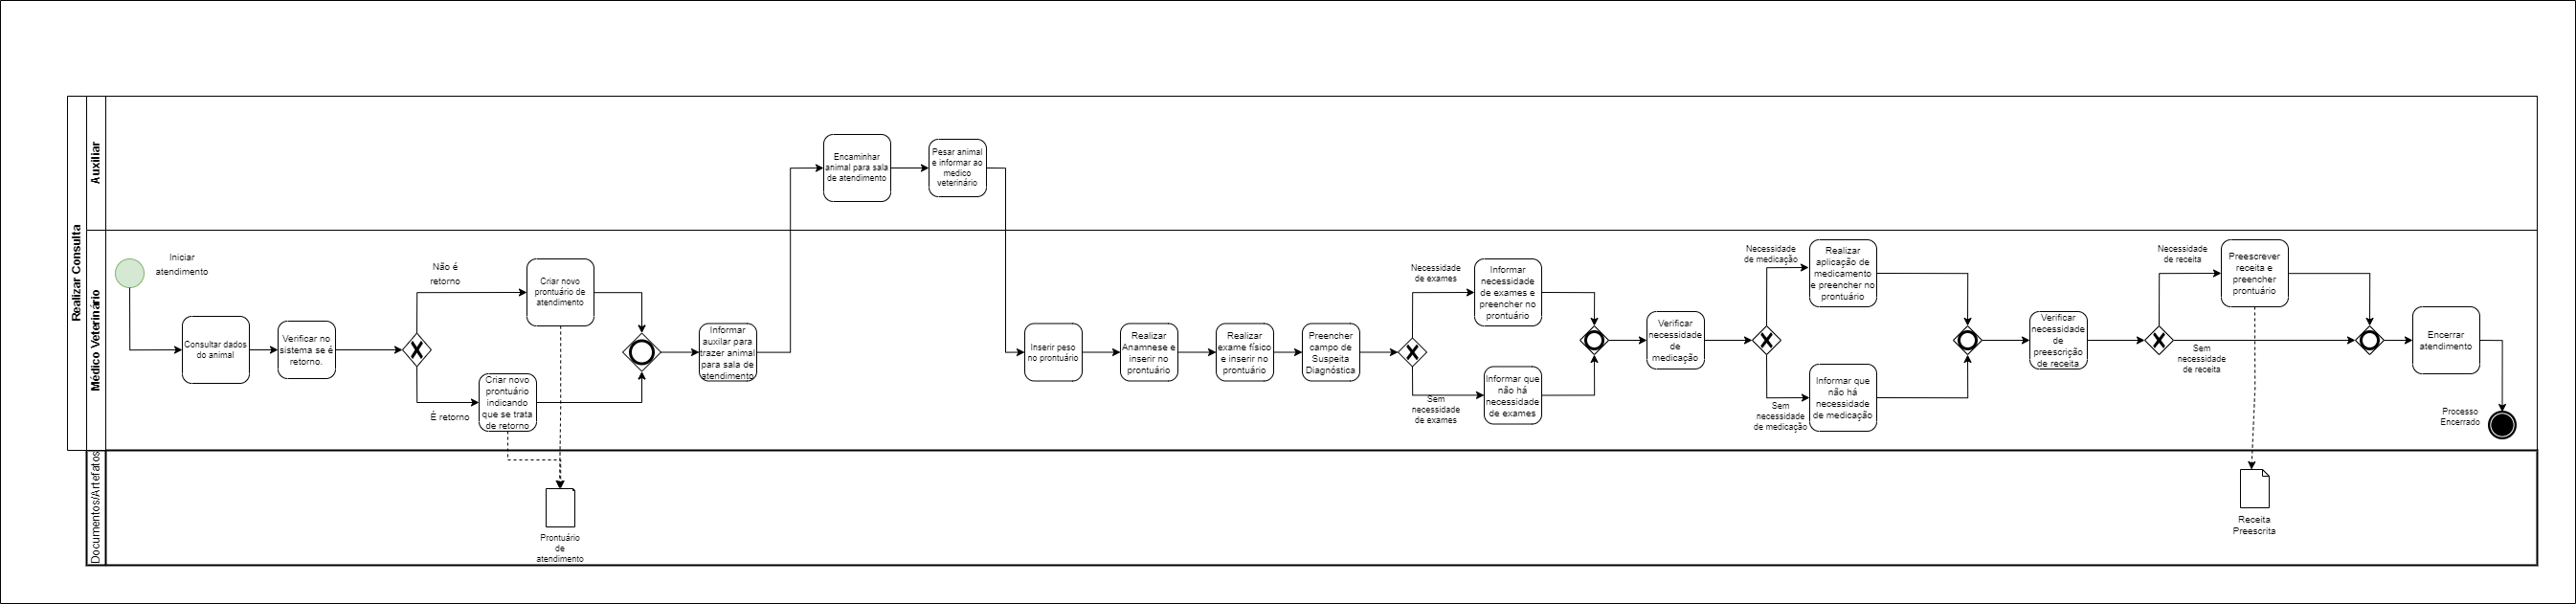 Realizar Consulta
Auxiliar
Encaminhar
animal para sala
de atendimento
Pesar animal
e informar ao
medico
veterinário
Médico Veterinário
Iniciar
atendimento
Consultar dados
do animal
Verificar no
sistema se é
retorno.
Não é
retorno
É retorno
Criar novo
prontuário de
atendimento
Criar novo
prontuário
indicando
que se trata
de retorno
Informar
auxilar para
trazer animal
para sala de
atendimento
Inserir peso
no prontuário
Realizar
Anamnese e
inserir no
prontuário
Realizar
exame físico
e inserir no
prontuário
Preencher
campo de
Suspeita
Diagnóstica
Necessidade
de exames
Sem
necessidade
de exames
Informar
necessidade
de exames e
preencher no
prontuário
Informar que
não há
necessidade
de exames
Verificar
necessidade
de
medicação
Necessidade
de medicação
Sem
necessidade
de medicação
Realizar
aplicação de
medicamento
e preencher no
prontuário
Informar que
não há
necessidade
de medicação
Verificar
necessidade
de
preescrição
de receita
Necessidade
de receita
Sem
necessidade
de receita
Preescrever
receita e
preencher
prontuário
Encerrar
atendimento
Processo
Encerrado
Documentos/Artefatos
Prontuário
de
atendimento
Receita
Preescrita